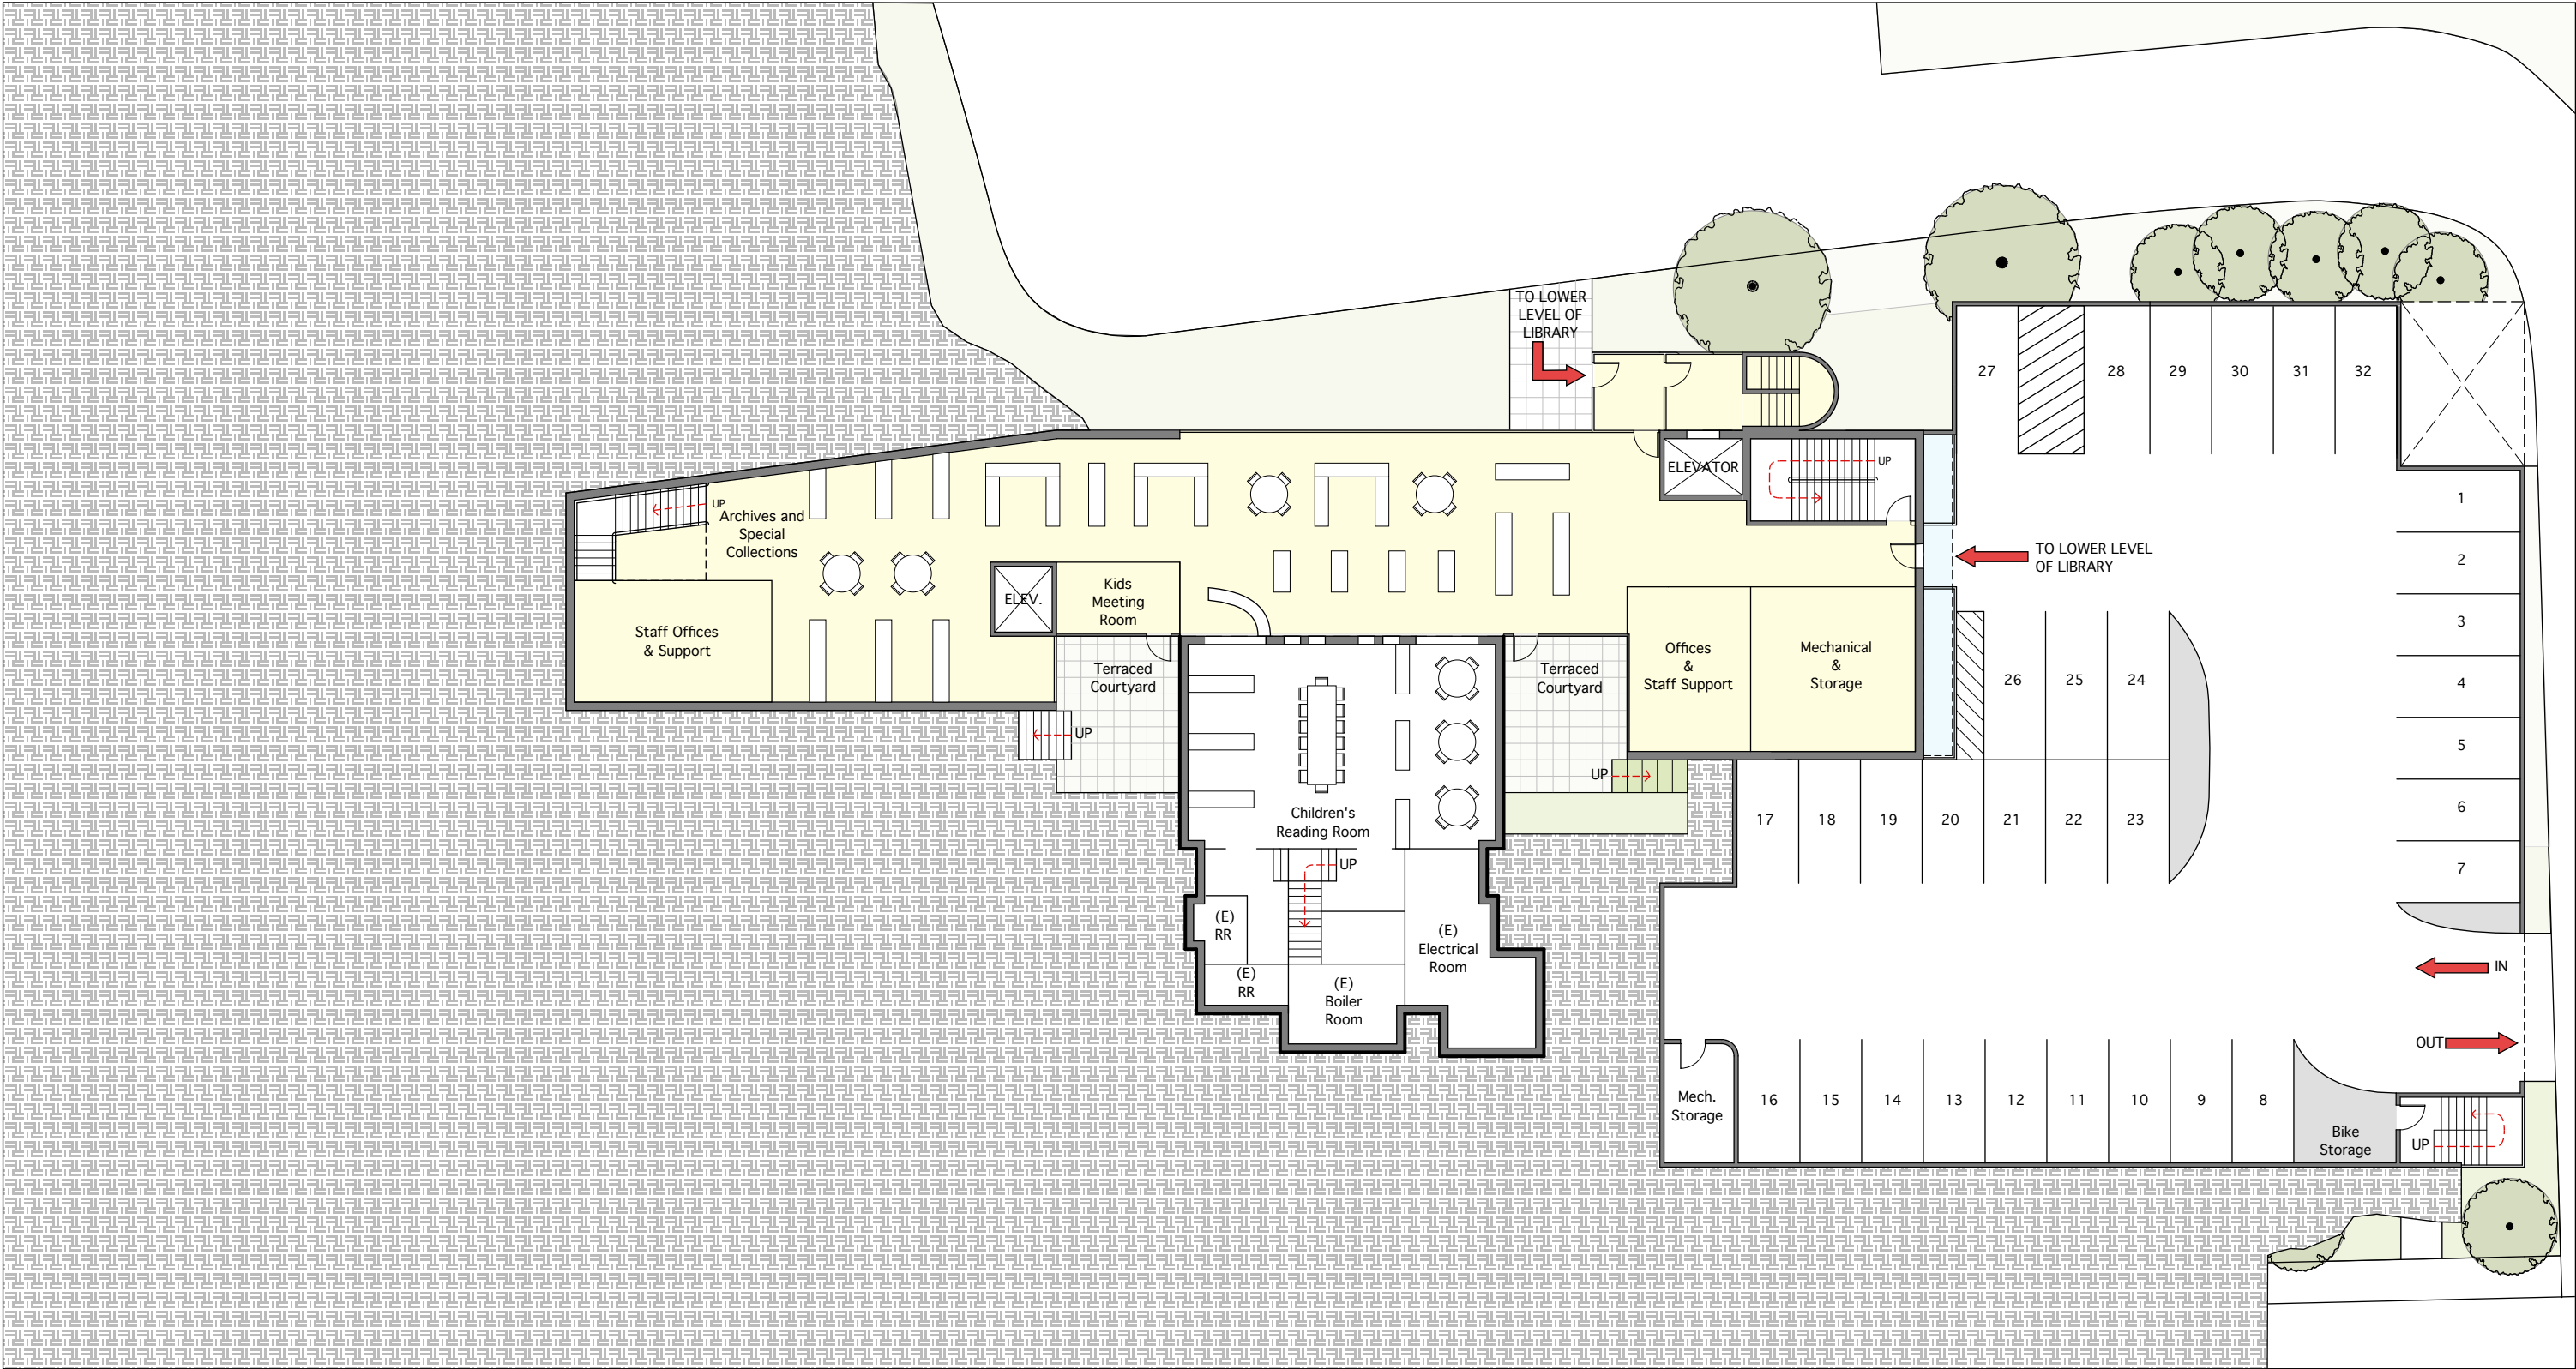 TO LOWER
LEVEL OF
LIBRARY
27
28
29
30
31
32
ELEVATOR
UP
UP
Archives and
Special
Collections
1
2
3
4
5
6
7
TO LOWER LEVEL
OF LIBRARY
ELEV.
Kids
Meeting
Room
Staff Offices
& Support
Terraced
Courtyard
Terraced
Courtyard
Offices
&
Staff Support
Mechanical
&
Storage
26
25
24
UP
UP
Children's
Reading Room
17
18
19
20
21
22
23
UP
(E)
RR
(E)
RR
(E)
Boiler
Room
(E)
Electrical
Room
IN
OUT
Mech.
Storage
16
15
14
13
12
11
10
9
8
Bike
Storage
UP